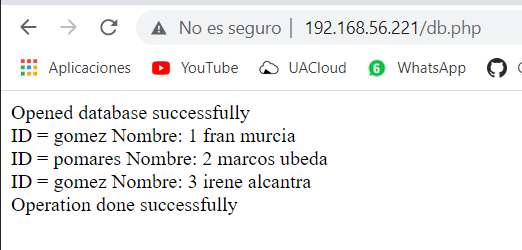 No es seguro | 192.168.56.221/db.php
Aplicaciones YouTube UACloud 6 WhatsApp
Opened database successfully
ID = gomez Nombre: 1 fran murcia
ID = pomares Nombre: 2 marcos ubeda
ID = gomez Nombre: 3 irene alcantra
Operation done successfully